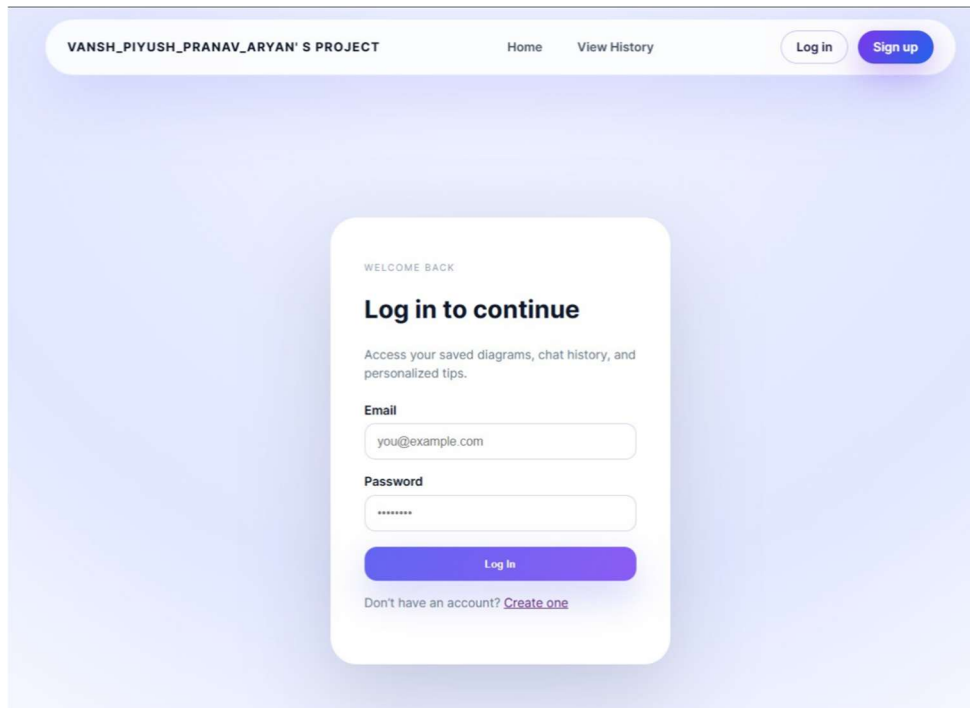 VANSH_PIYUSH_PRANAV_ARYAN' S PROJECT
Home
View History
Log in
Sign up
WELCOME BACK
Log in to continue
Access your saved diagrams, chat history, and
personalized tips.
Email
you@example.com
Password
••••••••
Log In
Don't have an account? Create one